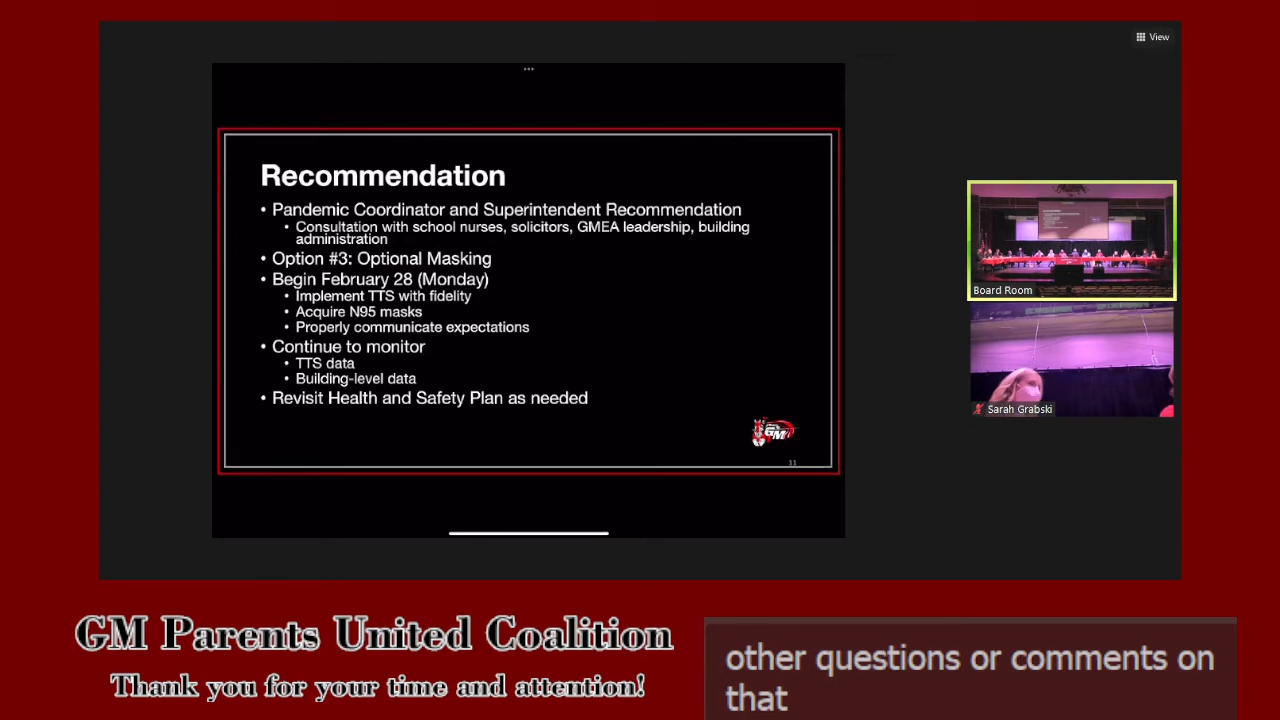 View
Recommendation
• Pandemic Coordinator and Superintendent Recommendation
• Consultation with school nurses, solicitors, GMEA leadership, building
administration
• Option #3: Optional Masking
• Begin February 28 (Monday)
• Implement TTS with fidelity
• Acquire N95 masks
• Properly communicate expectations
• Continue to monitor
• TTS data
• Building-level data
• Revisit Health and Safety Plan as needed
GM
11
Board Room
Sarah Grabski
GM Parents United Coalition
Thank you for your time and attention!
other questions or comments on
that